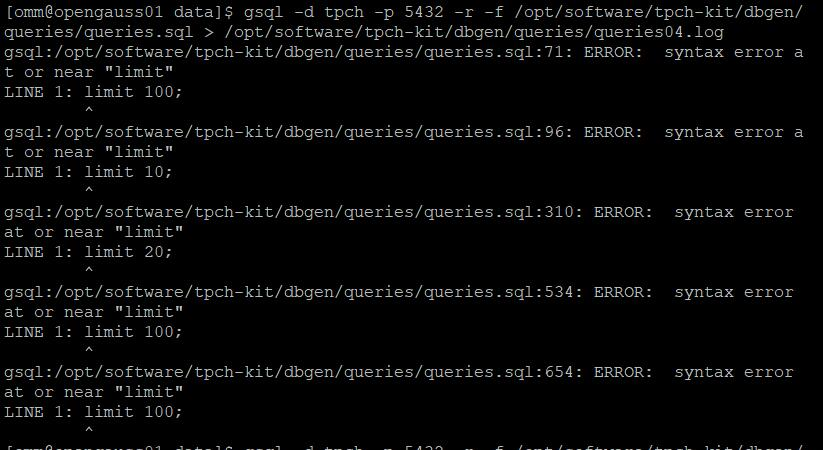 [omm@opengauss01 data]$ gsql -d tpch -p 5432 -r -f /opt/software/tpch-kit/dbgen/
queries/queries.sql > /opt/software/tpch-kit/dbgen/queries/queries04.log
gsql:/opt/software/tpch-kit/dbgen/queries/queries.sql:71: ERROR:  syntax error a
t or near "limit"
LINE 1: limit 100;
        ^
gsql:/opt/software/tpch-kit/dbgen/queries/queries.sql:96: ERROR:  syntax error a
t or near "limit"
LINE 1: limit 10;
        ^
gsql:/opt/software/tpch-kit/dbgen/queries/queries.sql:310: ERROR:  syntax error
at or near "limit"
LINE 1: limit 20;
        ^
gsql:/opt/software/tpch-kit/dbgen/queries/queries.sql:534: ERROR:  syntax error
at or near "limit"
LINE 1: limit 100;
        ^
gsql:/opt/software/tpch-kit/dbgen/queries/queries.sql:654: ERROR:  syntax error
at or near "limit"
LINE 1: limit 100;
        ^
[omm@opengauss01 data]$ gsql -d tpch -p 5432 -r -f /opt/software/tpch-kit/dbgen/